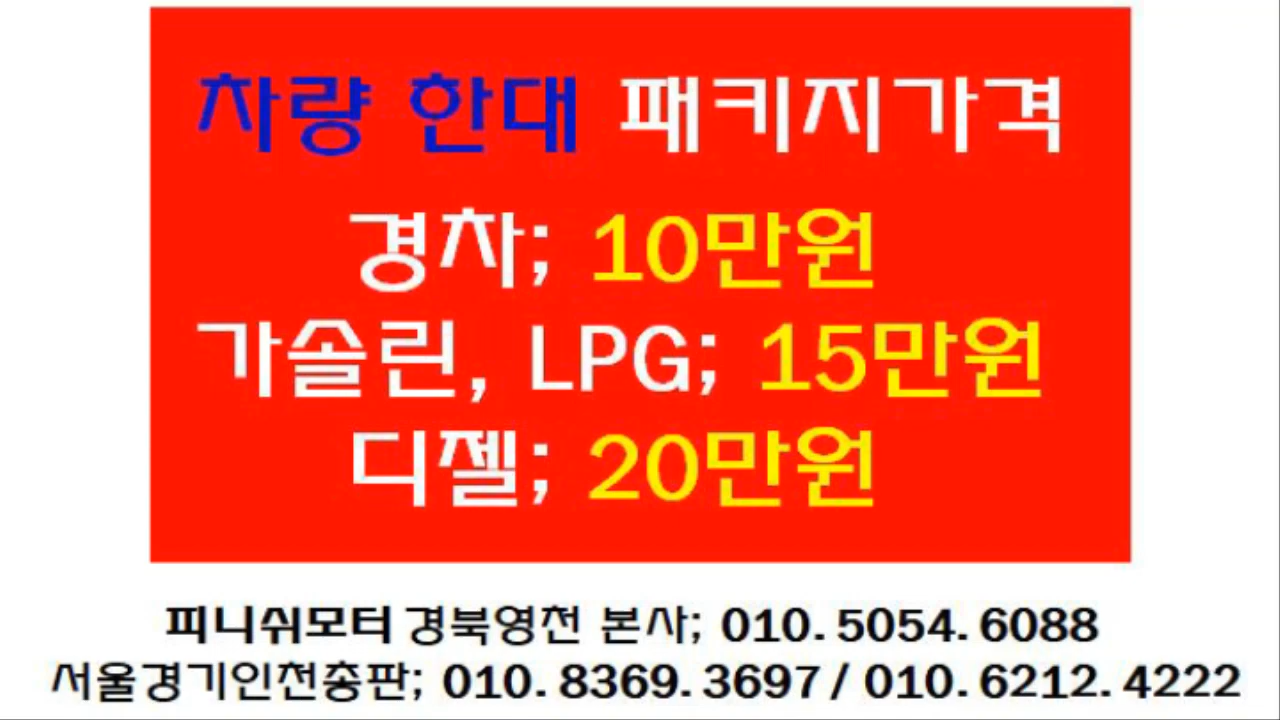 차량 한대 패키지가격
경차; 10만원
가솔린, LPG; 15만원
디젤; 20만원
피니쉬모터 경북영천 본사; 010. 5054. 6088
서울경기인천총판; 010. 8369. 3697 / 010. 6212. 4222